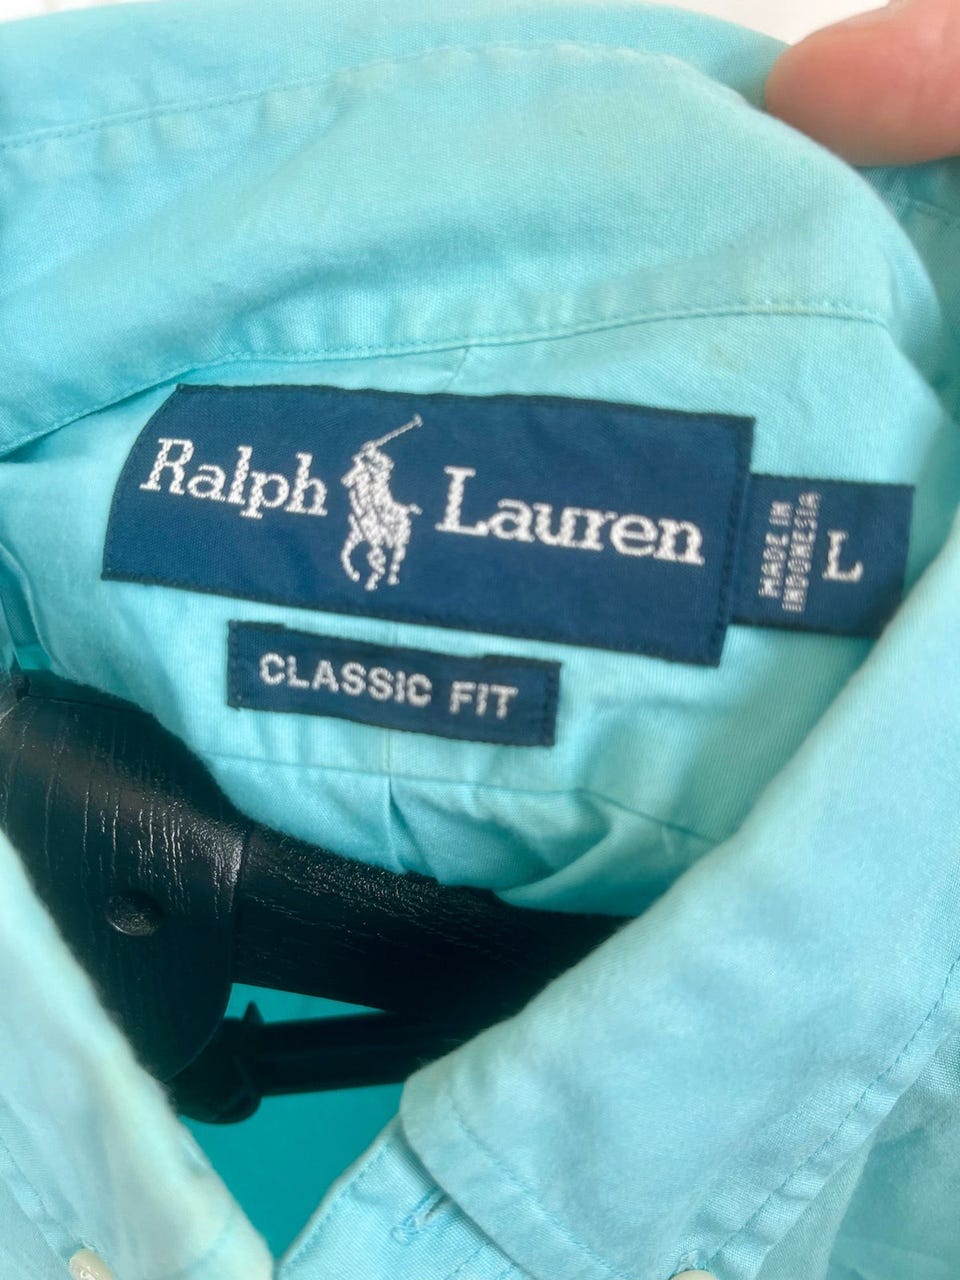 Ralph Lauren
MADE IN
INDONESIA
L
CLASSIC FIT